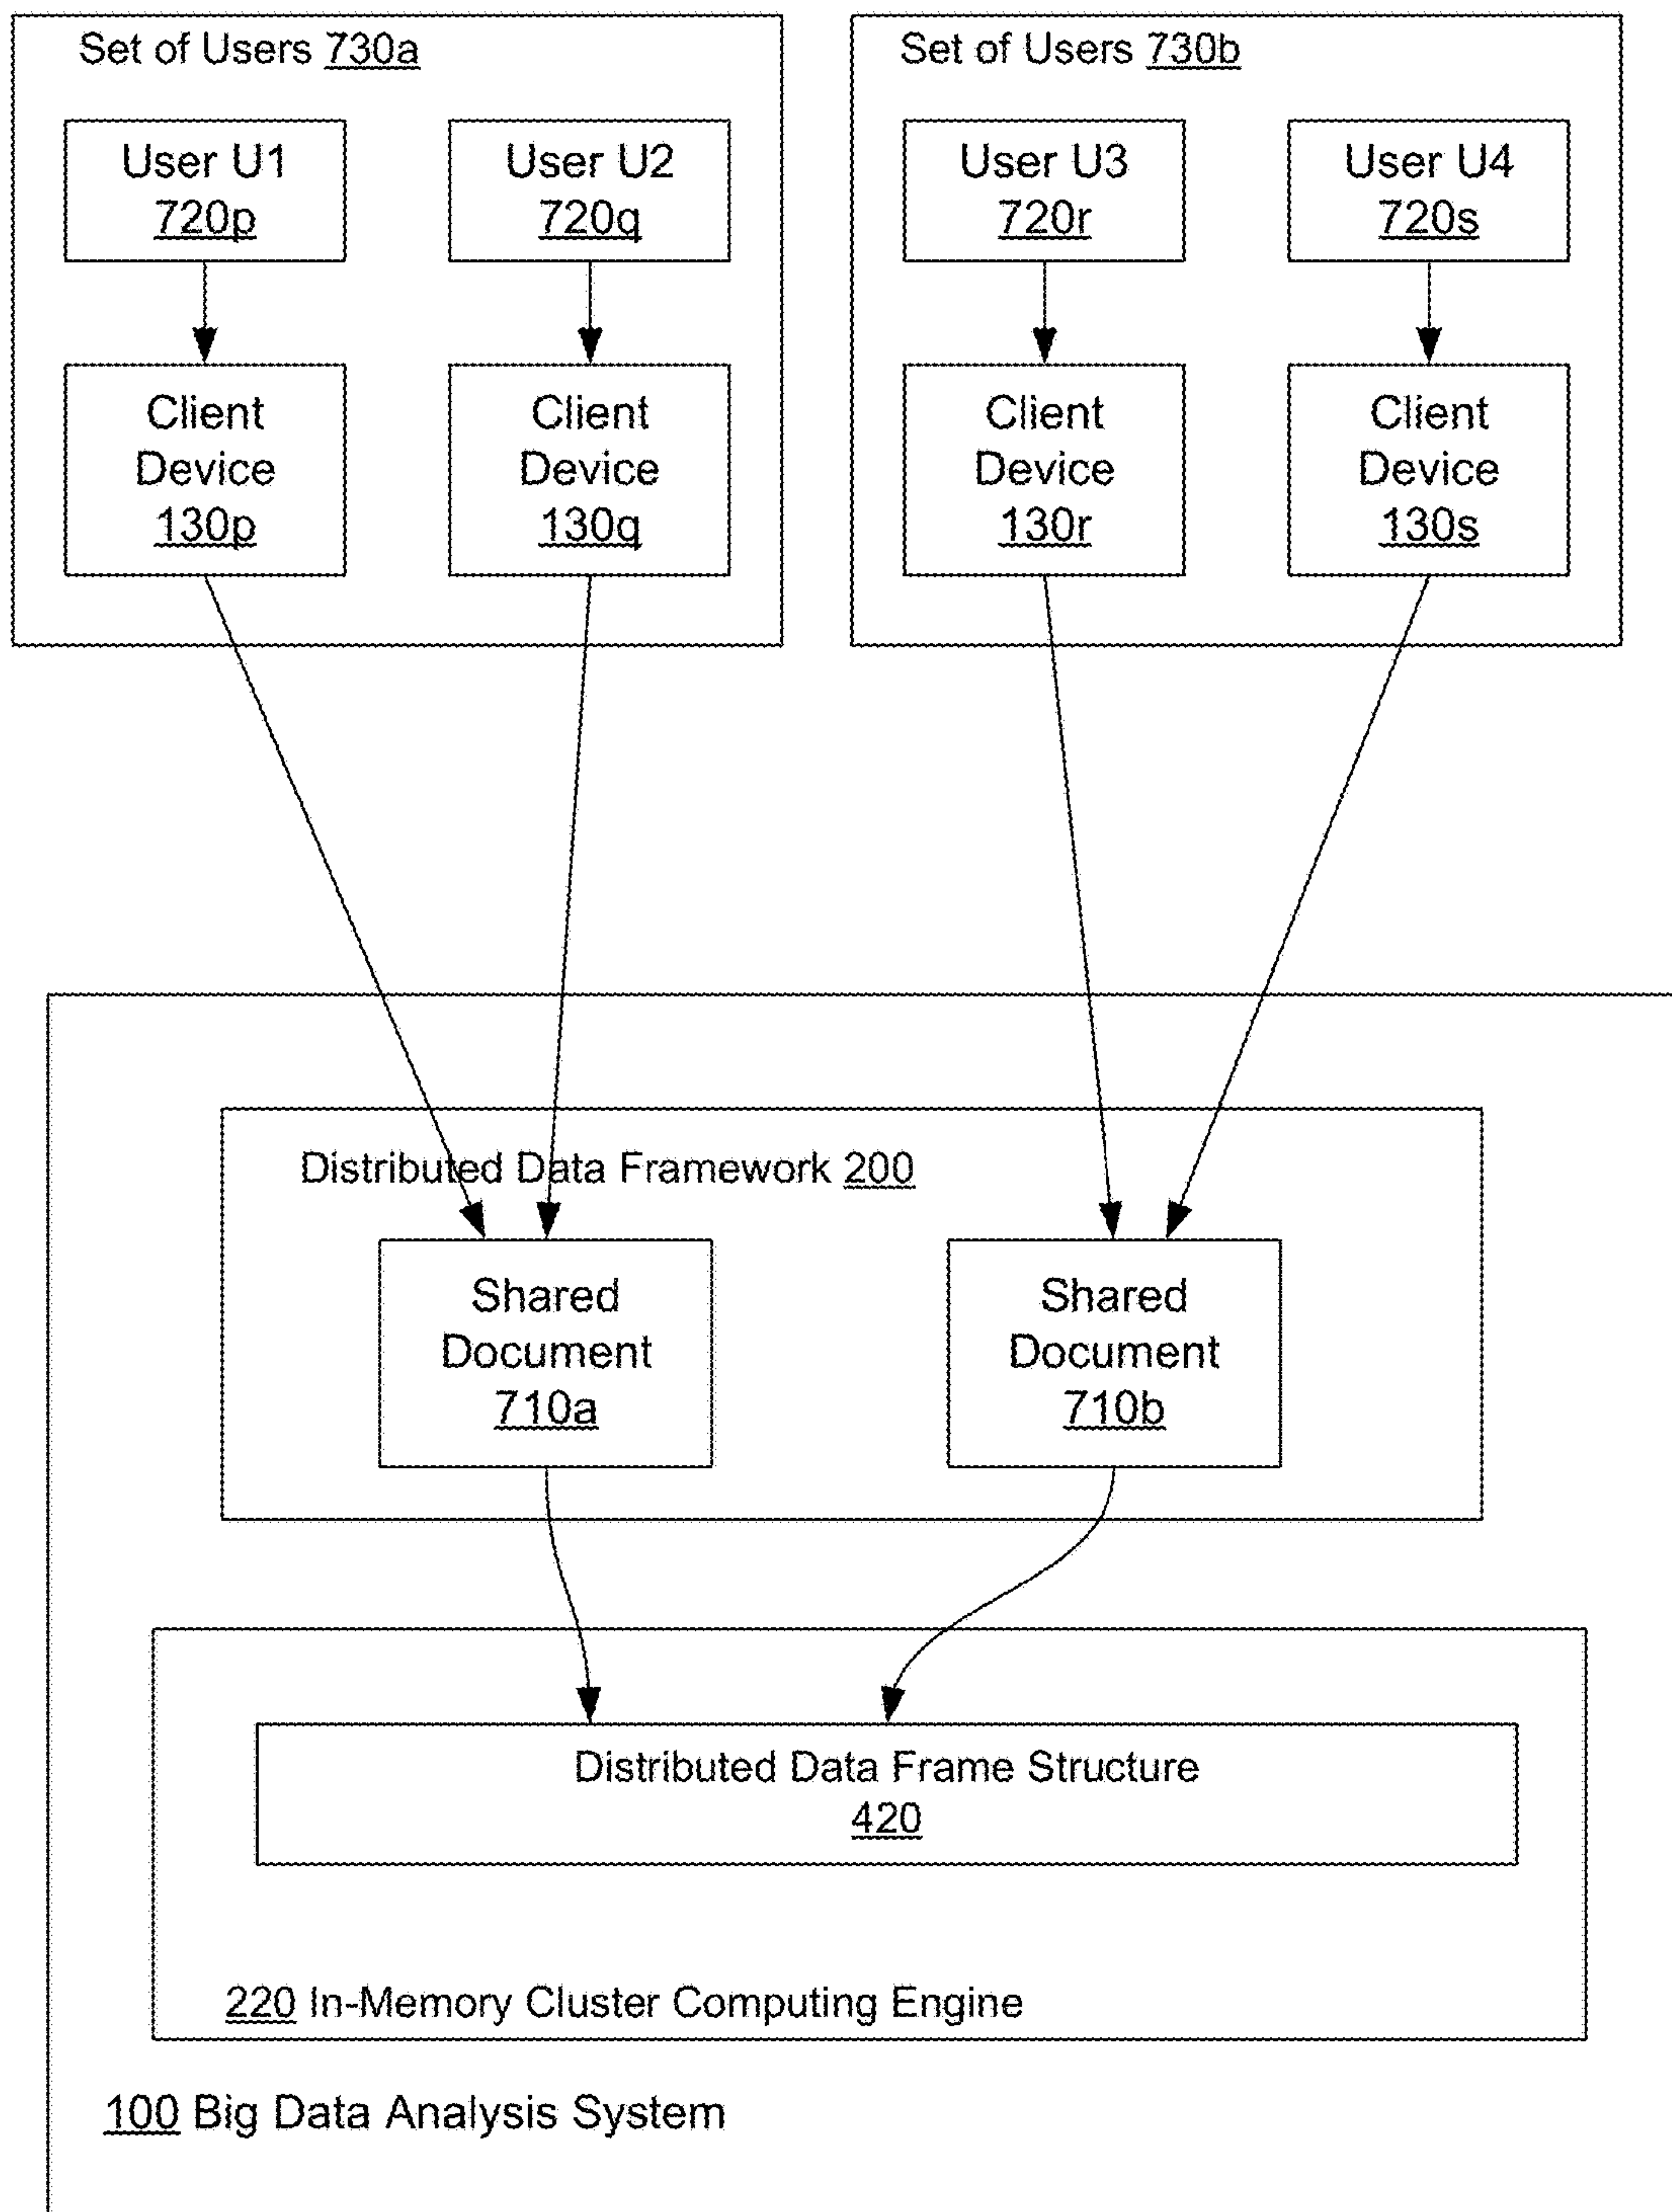 Set of Users 730a
Set of Users 730b
User U1
720p
User U2
720q
User U3
720r
User U4
720s
Client
Device
130p
Client
Device
130q
Client
Device
130r
Client
Device
130s
Distributed Data Framework 200
Shared
Document
710a
Shared
Document
710b
Distributed Data Frame Structure
420
220 In-Memory Cluster Computing Engine
100 Big Data Analysis System